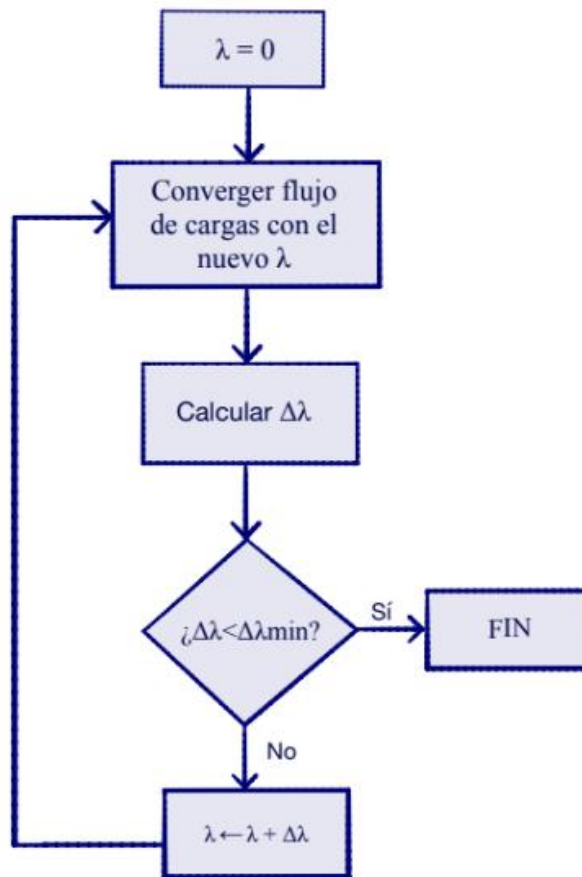 λ = 0
Converger flujo
de cargas con el
nuevo λ
Calcular Δλ
¿Δλ<Δλmin?
Sí
FIN
No
λ ← λ + Δλ